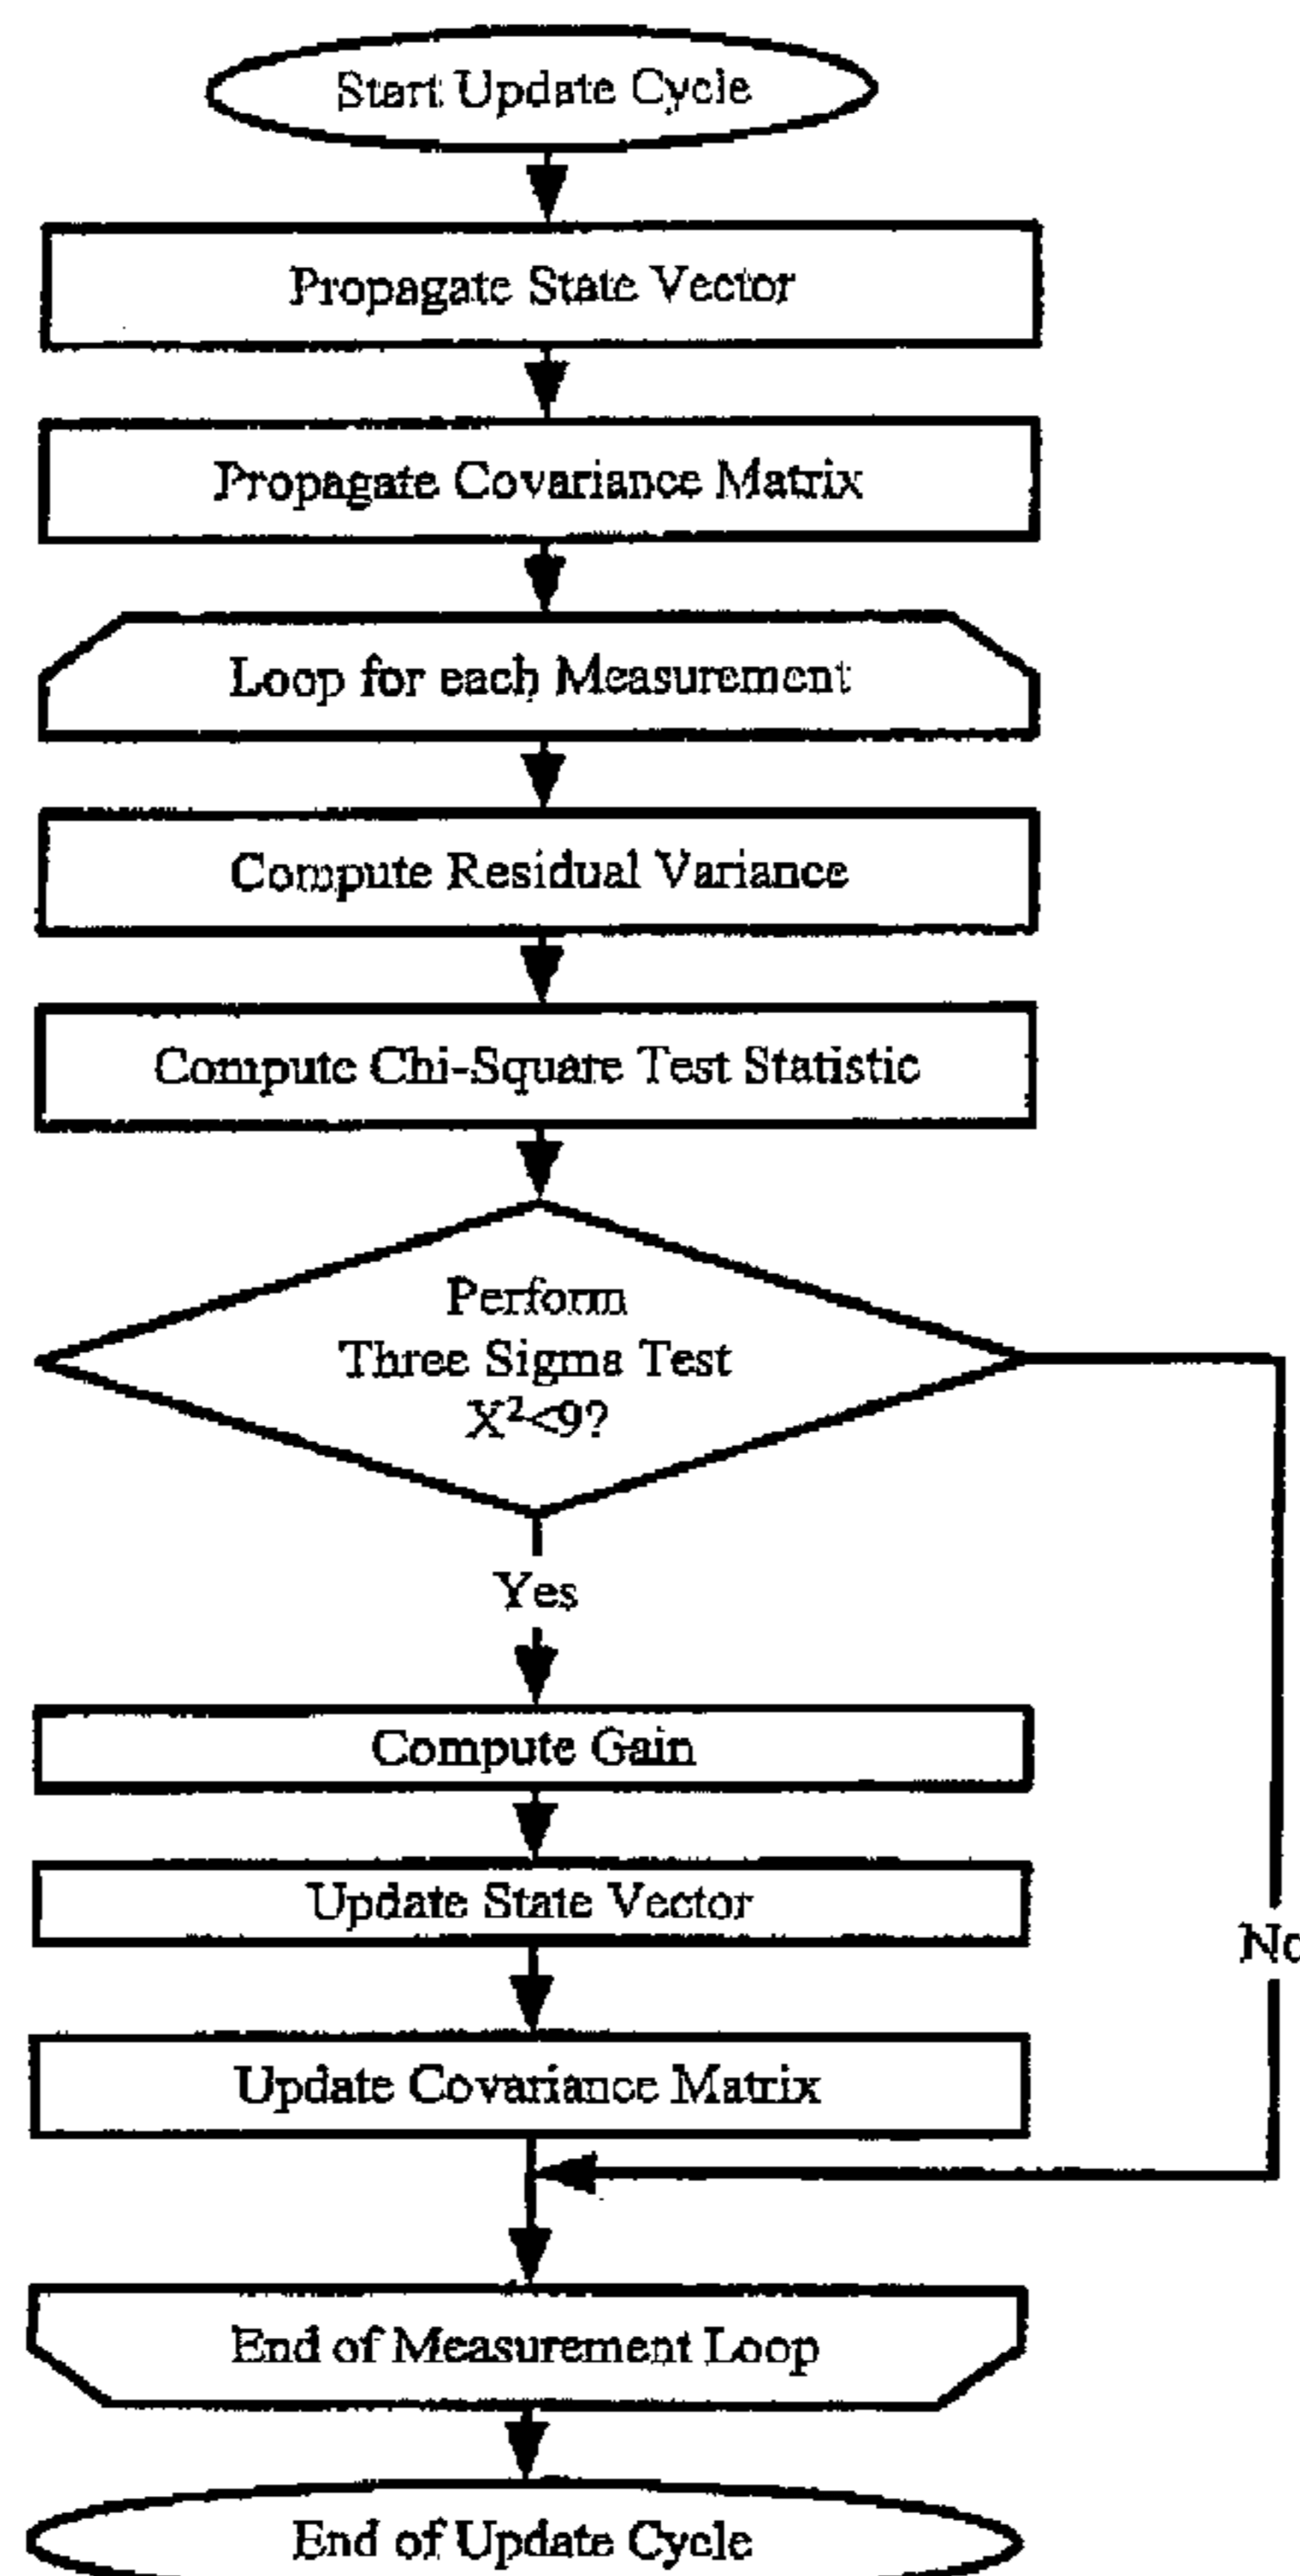 Start Update Cycle
Propagate State Vector
Propagate Covariance Matrix
Loop for each Measurement
Compute Residual Variance
Compute Chi-Square Test Statistic
Perform
Three Sigma Test
X²<9?
Yes
Compute Gain
Update State Vector
No
Update Covariance Matrix
End of Measurement Loop
End of Update Cycle